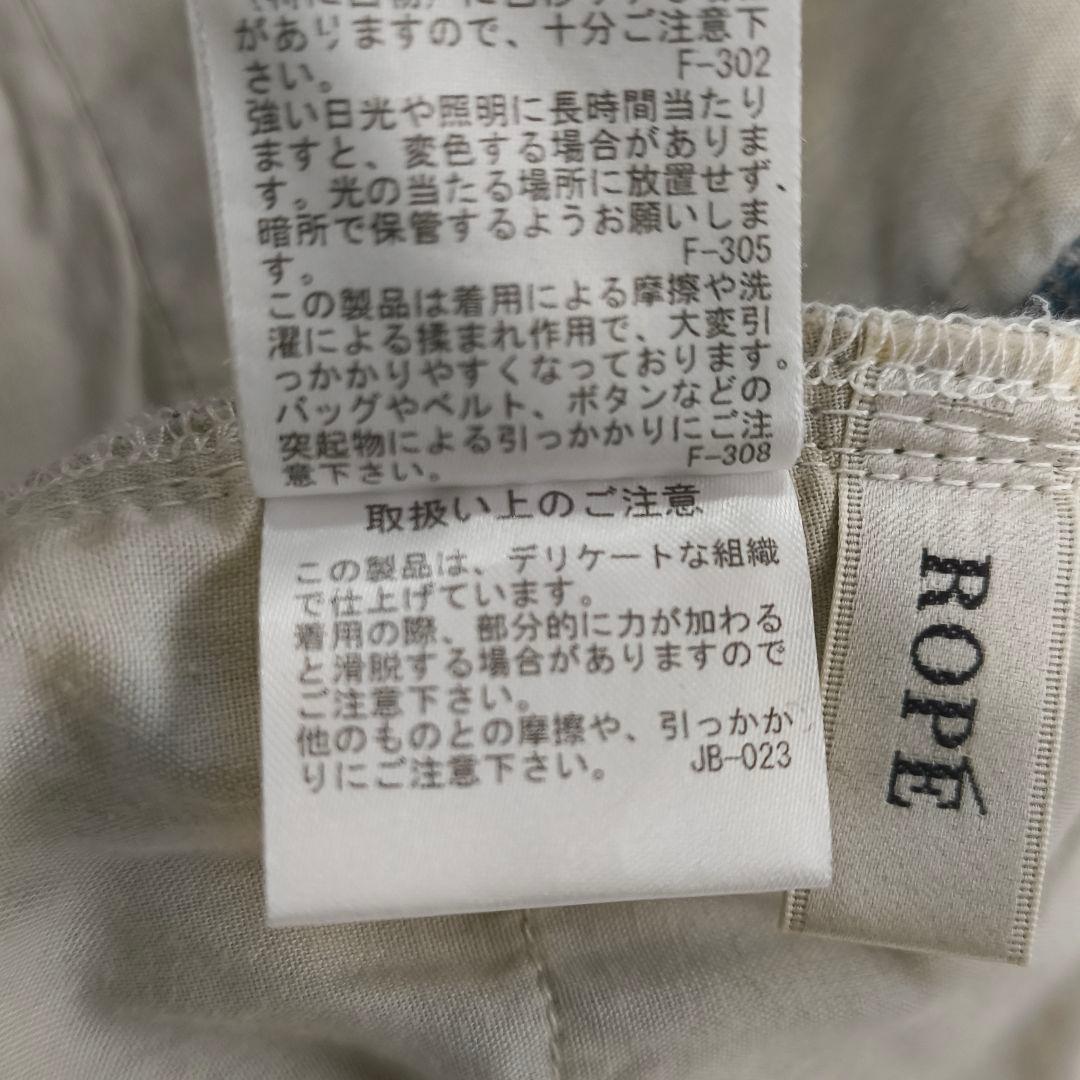 がありますので、十分ご注意下
さい。
F-302
強い日光や照明に長時間当たり
ますと、変色する場合がありま
す。光の当たる場所に放置せず、
暗所で保管するようお願いしま
す。
F-305
この製品は着用による摩擦や洗
濯による揉まれ作用で、大変引
っかかりやすくなっております。
バッグやベルト、ボタンなどの
突起物による引っかかりにご注
意下さい。
F-308
取扱い上のご注意
この製品は、デリケートな組織
で仕上げています。
着用の際、部分的に力が加わる
と滑脱する場合がありますので
ご注意下さい。
他のものとの摩擦や、引っかか
りにご注意下さい。
JB-023
ROPÉ